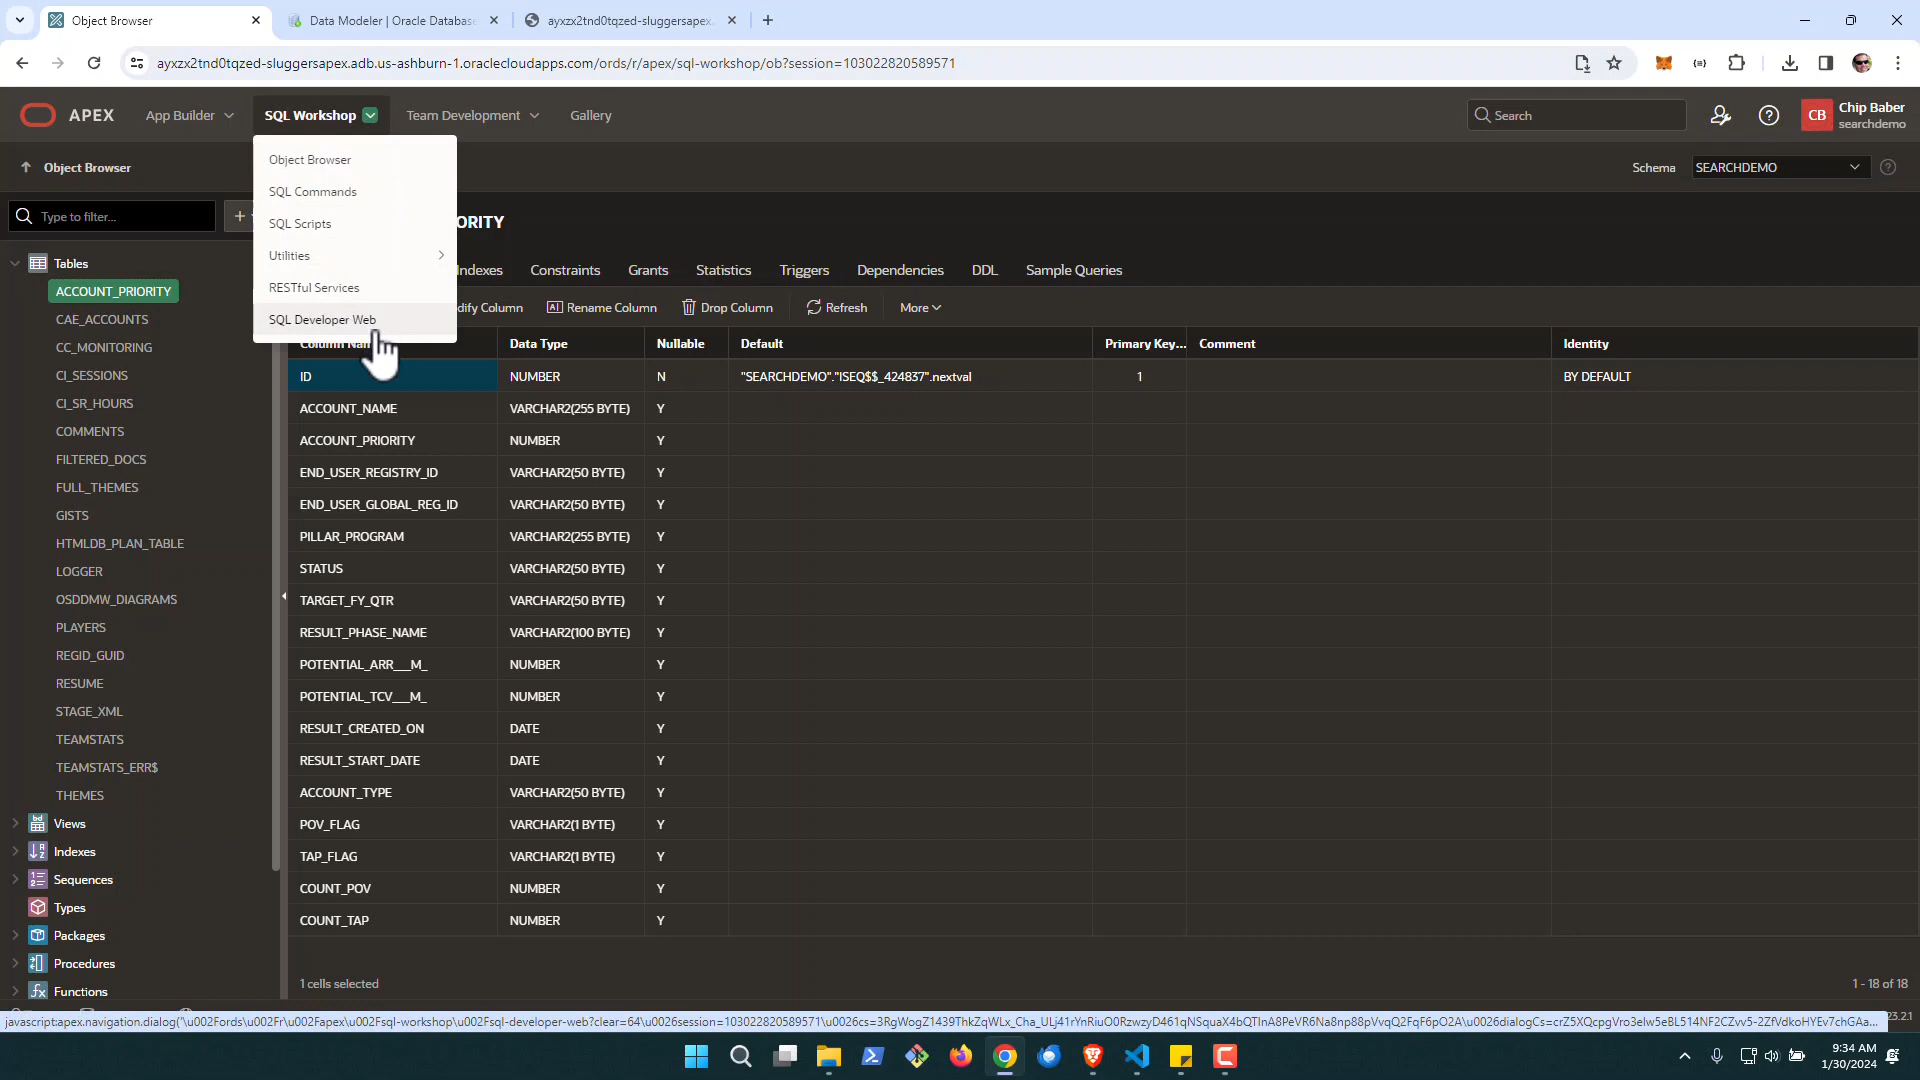 Object Browser
Data Modeler | Oracle Database
ayxzx2tnd0tqzed-sluggersapex.
ayxzx2tnd0tqzed-sluggersapex.adb.us-ashburn-1.oraclecloudapps.com/ords/r/apex/sql-workshop/ob?session=103022820589571
APEX
App Builder
SQL Workshop
Team Development
Gallery
Search
CB
Chip Baber
searchdemo
Object Browser
Schema
SEARCHDEMO
Object Browser
SQL Commands
SQL Scripts
Utilities
RESTful Services
SQL Developer Web
Type to filter...
ORITY
Indexes
Constraints
Grants
Statistics
Triggers
Dependencies
DDL
Sample Queries
dify Column
Rename Column
Drop Column
Refresh
More
Tables
ACCOUNT_PRIORITY
CAE_ACCOUNTS
CC_MONITORING
CI_SESSIONS
CI_SR_HOURS
COMMENTS
FILTERED_DOCS
FULL_THEMES
GISTS
HTMLDB_PLAN_TABLE
LOGGER
OSDDMW_DIAGRAMS
PLAYERS
REGID_GUID
RESUME
STAGE_XML
TEAMSTATS
TEAMSTATS_ERR$
THEMES
Views
Indexes
Sequences
Types
Packages
Procedures
Functions
Column Nam Data Type Nullable Default Primary Key... Comment Identity
ID NUMBER N "SEARCHDEMO"."ISEQ$$_424837".nextval 1 BY DEFAULT
ACCOUNT_NAME VARCHAR2(255 BYTE) Y
ACCOUNT_PRIORITY NUMBER Y
END_USER_REGISTRY_ID VARCHAR2(50 BYTE) Y
END_USER_GLOBAL_REG_ID VARCHAR2(50 BYTE) Y
PILLAR_PROGRAM VARCHAR2(255 BYTE) Y
STATUS VARCHAR2(50 BYTE) Y
TARGET_FY_QTR VARCHAR2(50 BYTE) Y
RESULT_PHASE_NAME VARCHAR2(100 BYTE) Y
POTENTIAL_ARR___M_ NUMBER Y
POTENTIAL_TCV___M_ NUMBER Y
RESULT_CREATED_ON DATE Y
RESULT_START_DATE DATE Y
ACCOUNT_TYPE VARCHAR2(50 BYTE) Y
POV_FLAG VARCHAR2(1 BYTE) Y
TAP_FLAG VARCHAR2(1 BYTE) Y
COUNT_POV NUMBER Y
COUNT_TAP NUMBER Y
1 cells selected
1 - 18 of 18
23.2.1
9:34 AM
1/30/2024